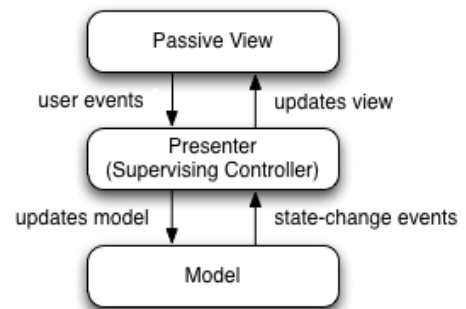 Passive View
user events
updates view
Presenter
(Supervising Controller)
updates model
state-change events
Model